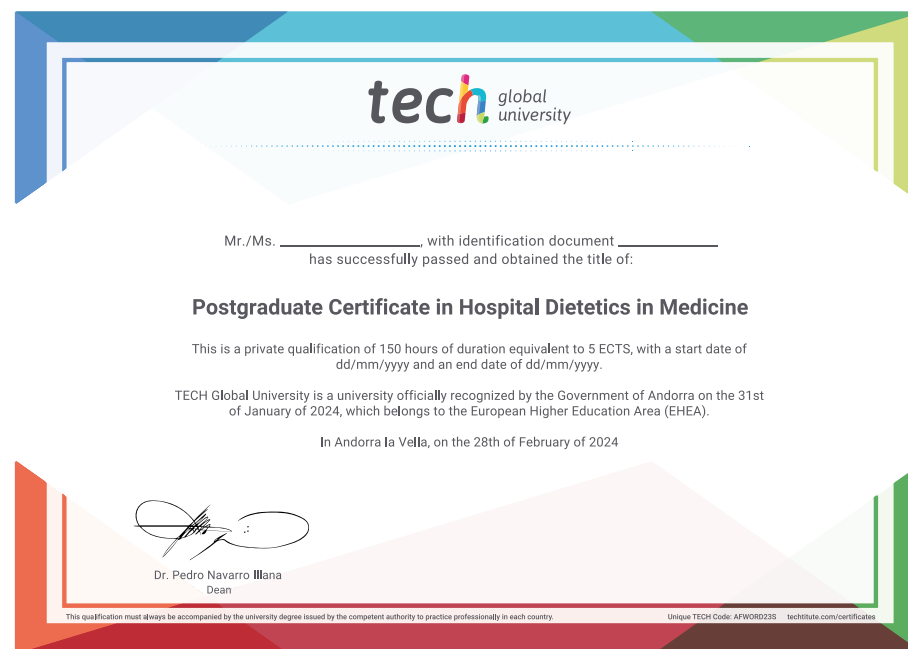 tech global university
Mr./Ms. ____________, with identification document ____________
has successfully passed and obtained the title of:
Postgraduate Certificate in Hospital Dietetics in Medicine
This is a private qualification of 150 hours of duration equivalent to 5 ECTS, with a start date of
dd/mm/yyyy and an end date of dd/mm/yyyy.
TECH Global University is a university officially recognized by the Government of Andorra on the 31st
of January of 2024, which belongs to the European Higher Education Area (EHEA).
In Andorra la Vella, on the 28th of February of 2024
Dr. Pedro Navarro Illana
Dean
This qualification must always be accompanied by the university degree issued by the competent authority to practice professionally in each country.
Unique TECH Code: AFWORD23S techtitute.com/certificates